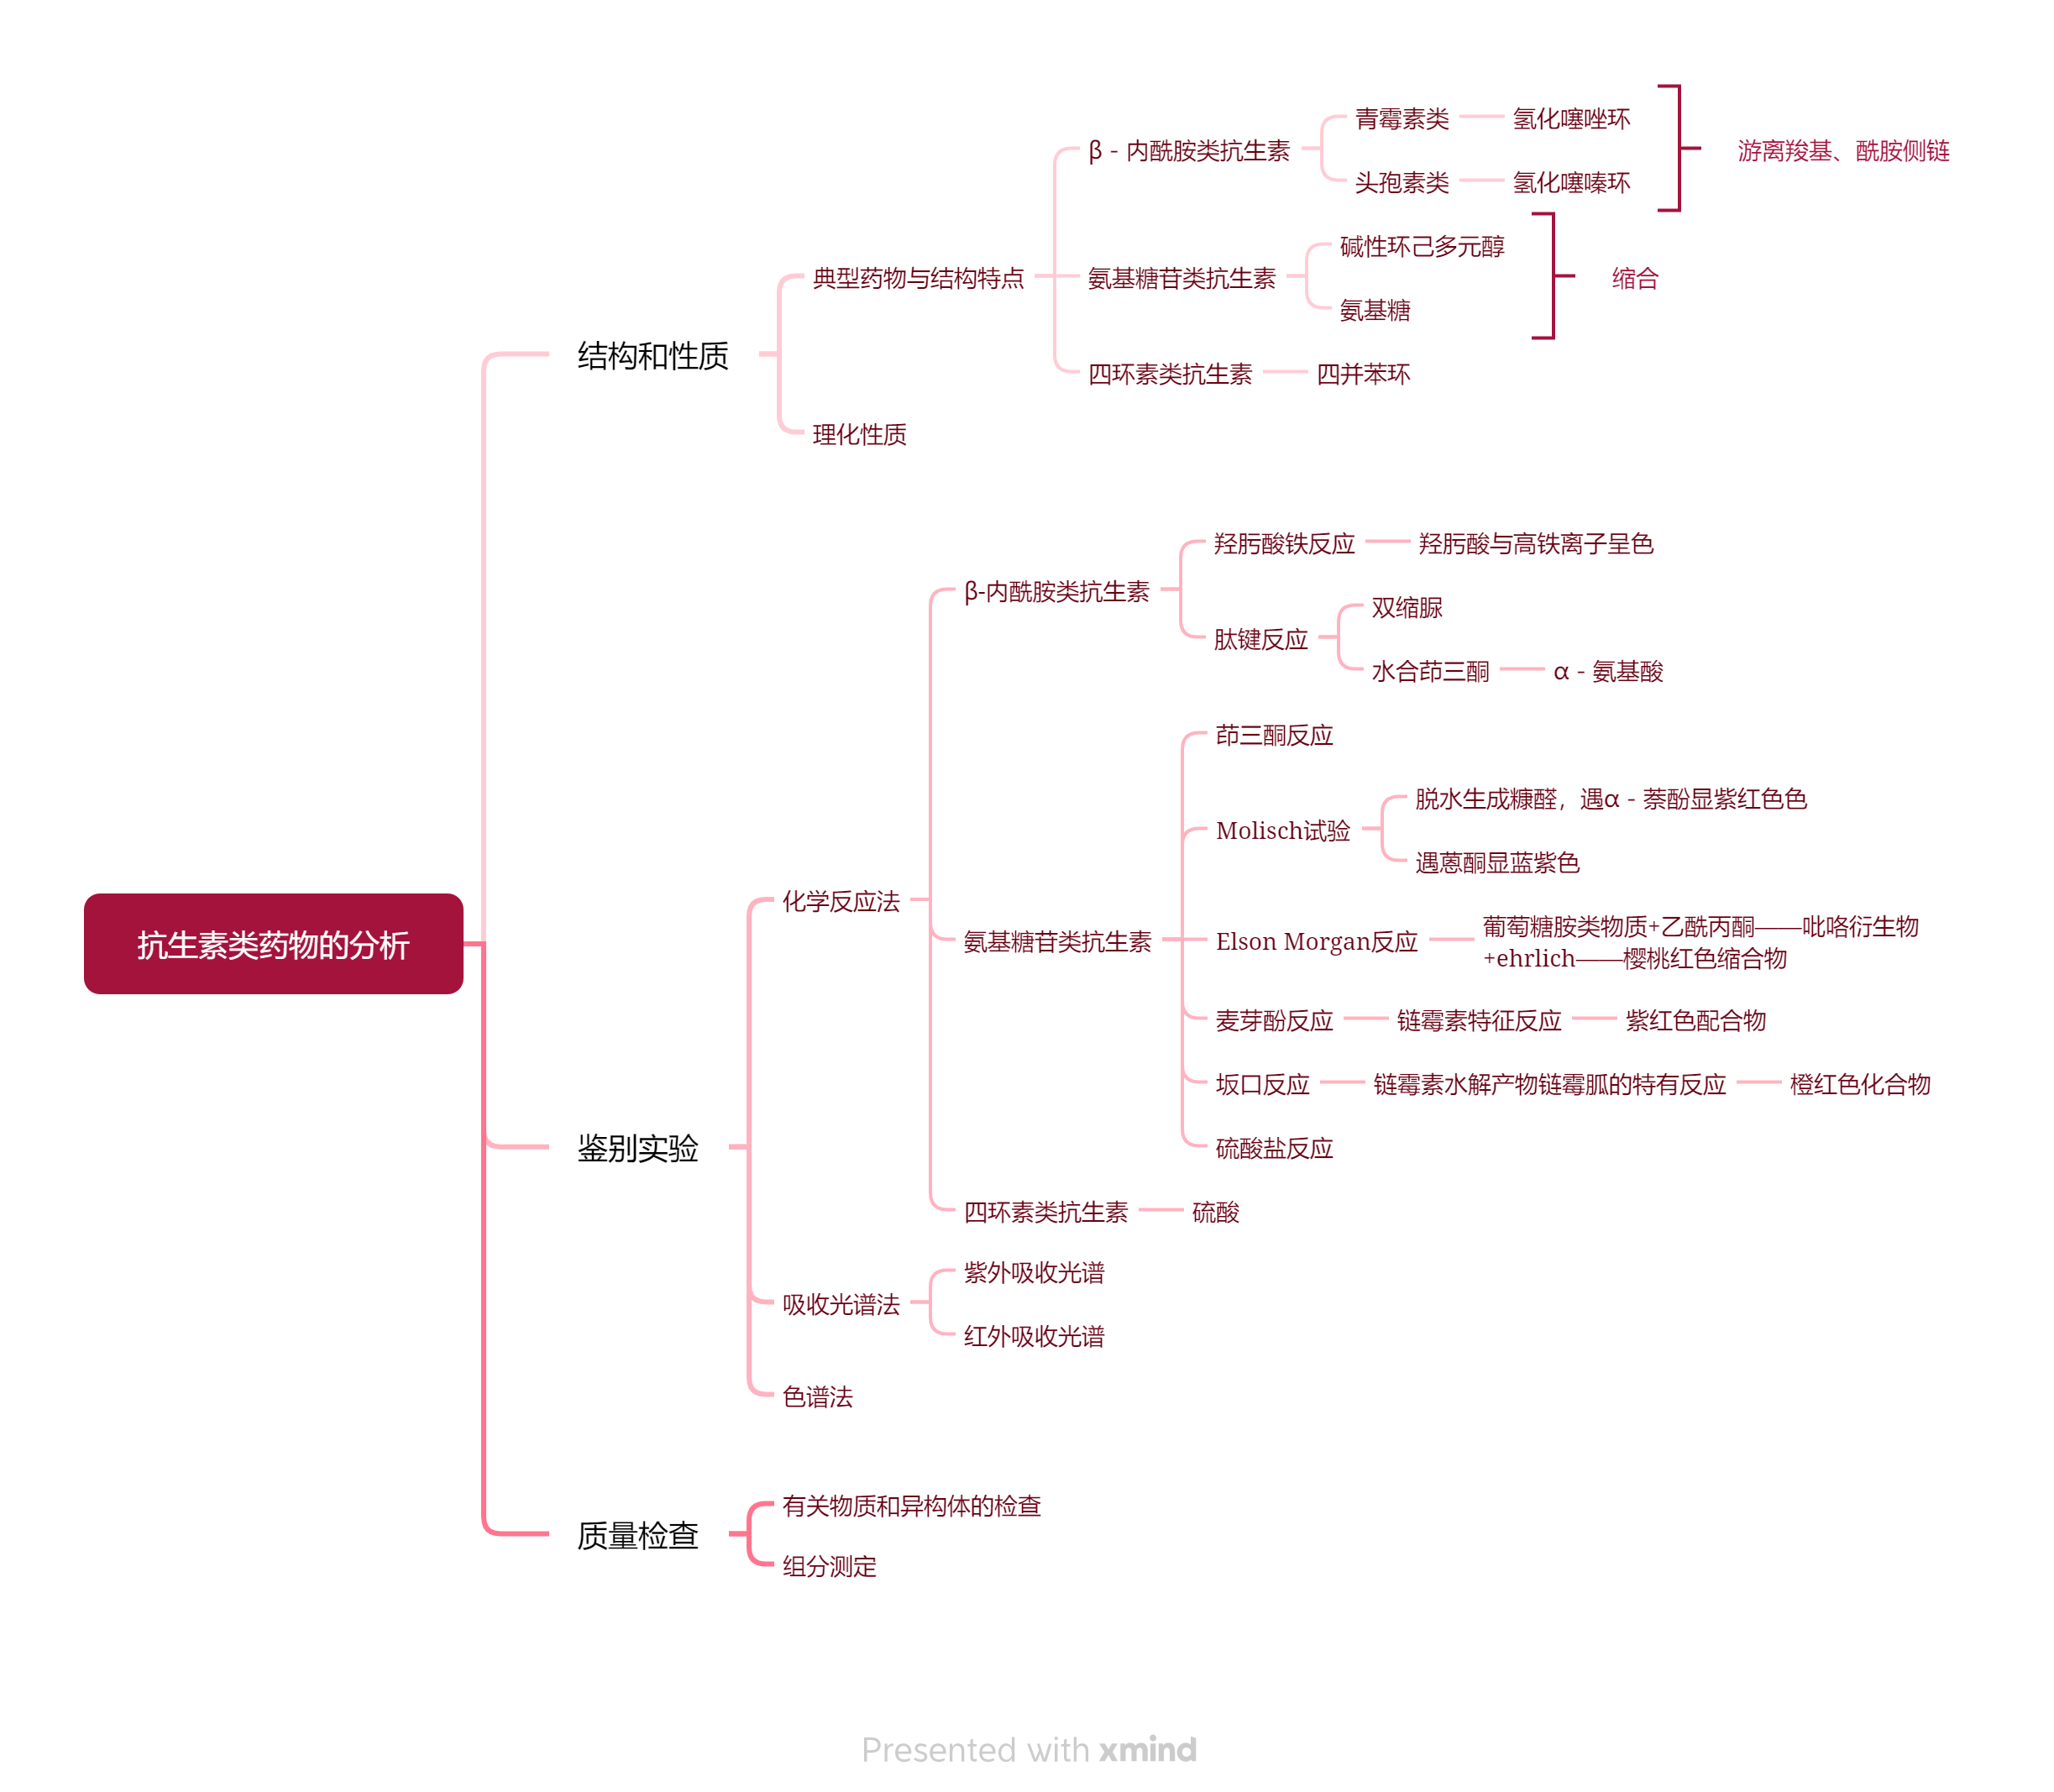 抗生素类药物的分析
结构和性质
典型药物与结构特点
β - 内酰胺类抗生素
青霉素类
氢化噻唑环
头孢素类
氢化噻嗪环
游离羧基、酰胺侧链
氨基糖苷类抗生素
碱性环己多元醇
氨基糖
缩合
四环素类抗生素
四并苯环
理化性质
鉴别实验
化学反应法
β-内酰胺类抗生素
羟肟酸铁反应
羟肟酸与高铁离子呈色
肽键反应
双缩脲
水合茚三酮
α - 氨基酸
氨基糖苷类抗生素
茚三酮反应
Molisch试验
脱水生成糠醛，遇α - 萘酚显紫红色色
遇蒽酮显蓝紫色
Elson Morgan反应
葡萄糖胺类物质+乙酰丙酮——吡咯衍生物
+ehrlich——樱桃红色缩合物
麦芽酚反应
链霉素特征反应
紫红色配合物
坂口反应
链霉素水解产物链霉胍的特有反应
橙红色化合物
硫酸盐反应
四环素类抗生素
硫酸
吸收光谱法
紫外吸收光谱
红外吸收光谱
色谱法
质量检查
有关物质和异构体的检查
组分测定
Presented with xmind